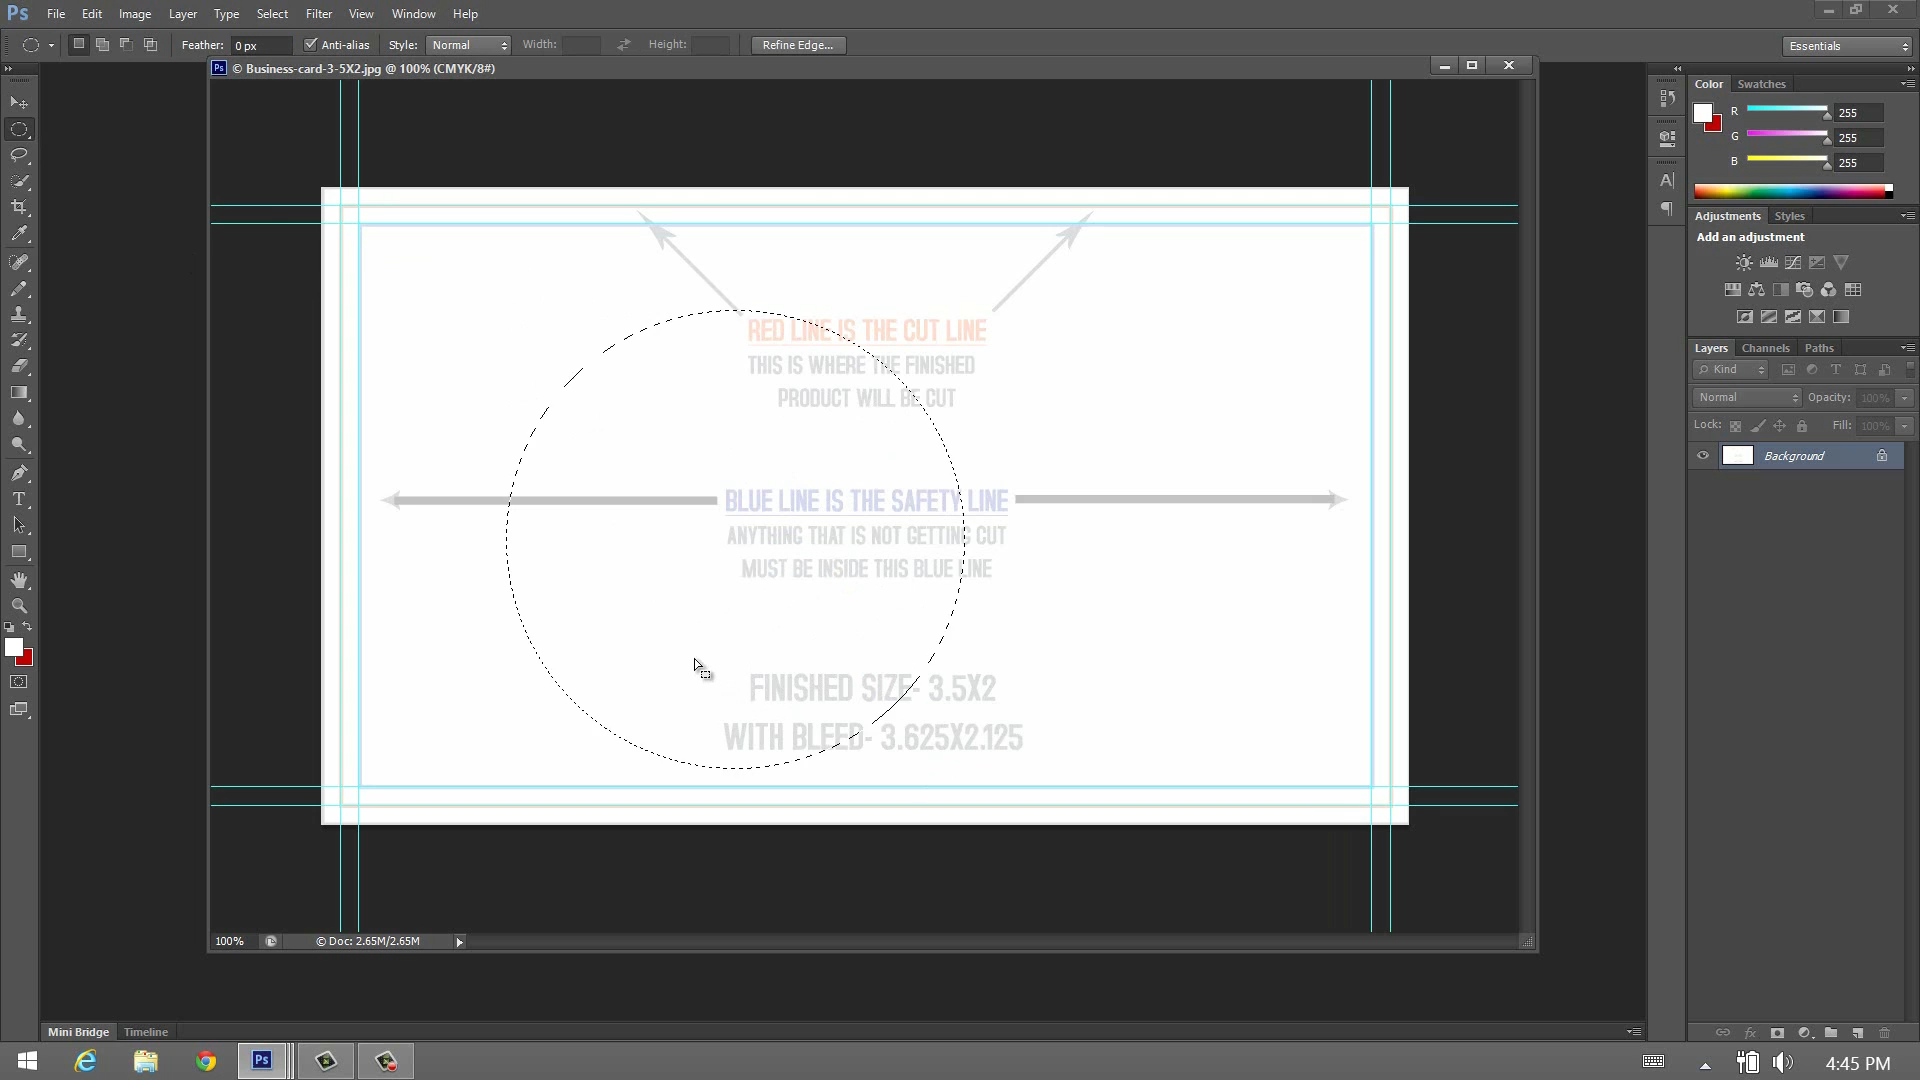 Ps File Edit Image Layer Type Select Filter View Window Help
Feather: 0 px Anti-alias Style: Normal Width: Height: Refine Edge... Essentials
Ps © Business-card-3-5X2.jpg @ 100% (CMYK/8#)
Color Swatches
R 255
G 255
B 255
Adjustments Styles
Add an adjustment
Layers Channels Paths
Kind
Normal Opacity: 100%
Lock: Fill: 100%
Background
RED LINE IS THE CUT LINE
THIS IS WHERE THE FINISHED
PRODUCT WILL BE CUT
BLUE LINE IS THE SAFETY LINE
ANYTHING THAT IS NOT GETTING CUT
MUST BE INSIDE THIS BLUE LINE
FINISHED SIZE- 3.5X2
WITH BLEED- 3.625X2.125
100% © Doc: 2.65M/2.65M
Mini Bridge Timeline
Ps
4:45 PM